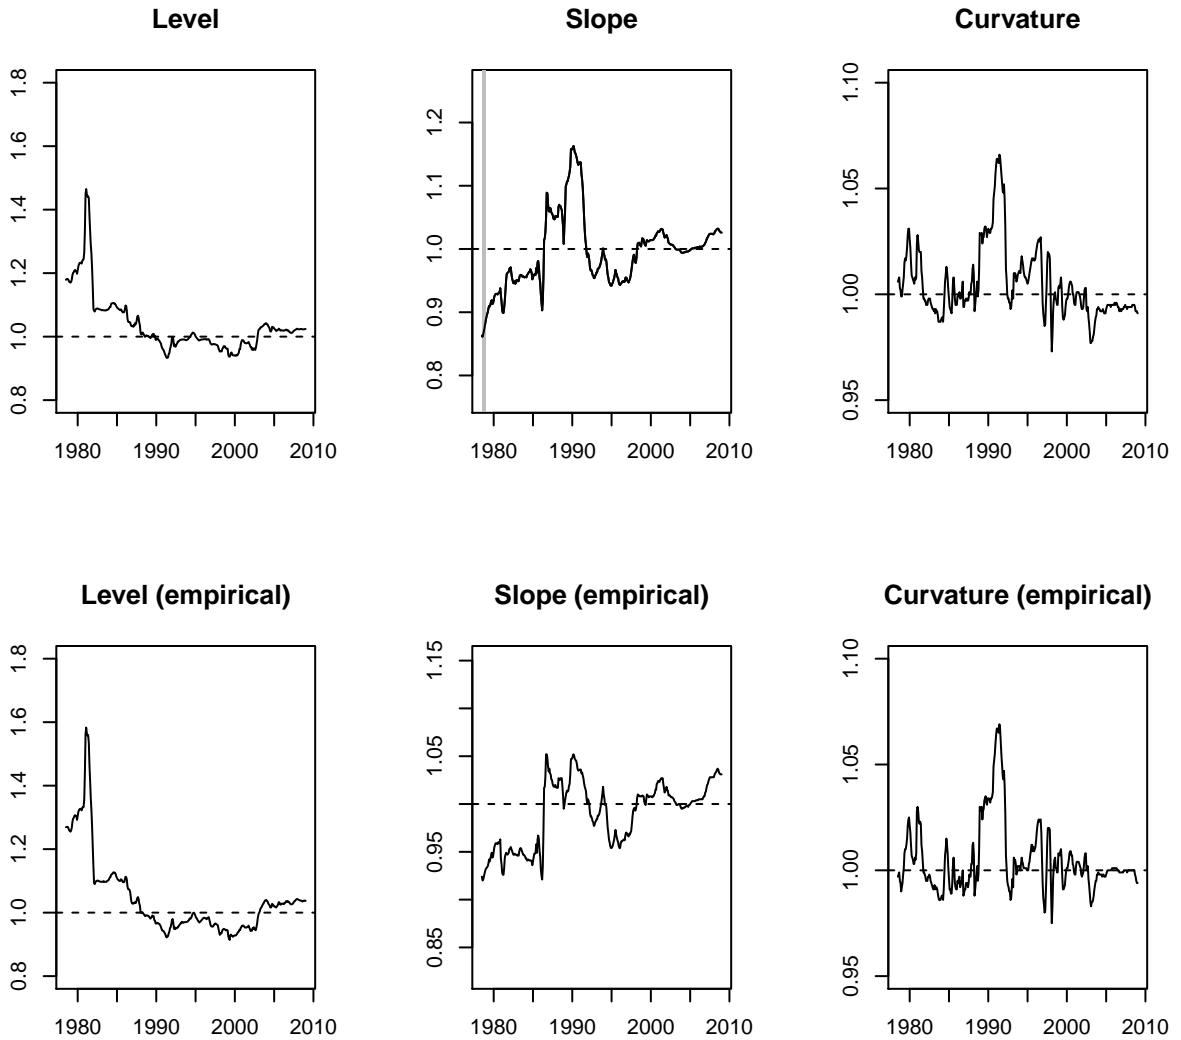 Level
Slope
Curvature
0.8 1.0 1.2 1.4 1.6 1.8
1980 1990 2000 2010
0.8 0.9 1.0 1.1 1.2
1980 1990 2000 2010
0.95 1.00 1.05 1.10
1980 1990 2000 2010
Level (empirical)
Slope (empirical)
Curvature (empirical)
0.8 1.0 1.2 1.4 1.6 1.8
1980 1990 2000 2010
0.85 0.95 1.05 1.15
1980 1990 2000 2010
0.95 1.00 1.05 1.10
1980 1990 2000 2010